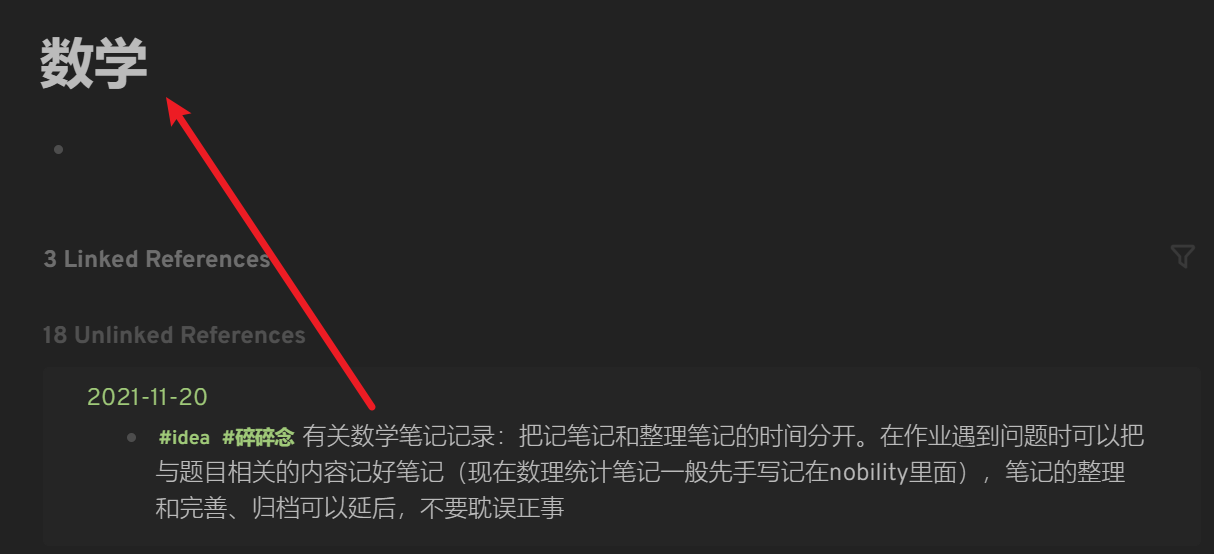 数学
3 Linked References
18 Unlinked References
2021-11-20
#idea #碎碎念 有关数学笔记记录：把记笔记和整理笔记的时间分开。在作业遇到问题时可以把
与题目相关的内容记好笔记（现在数理统计笔记一般先手写记在nobility里面），笔记的整理
和完善、归档可以延后，不要耽误正事